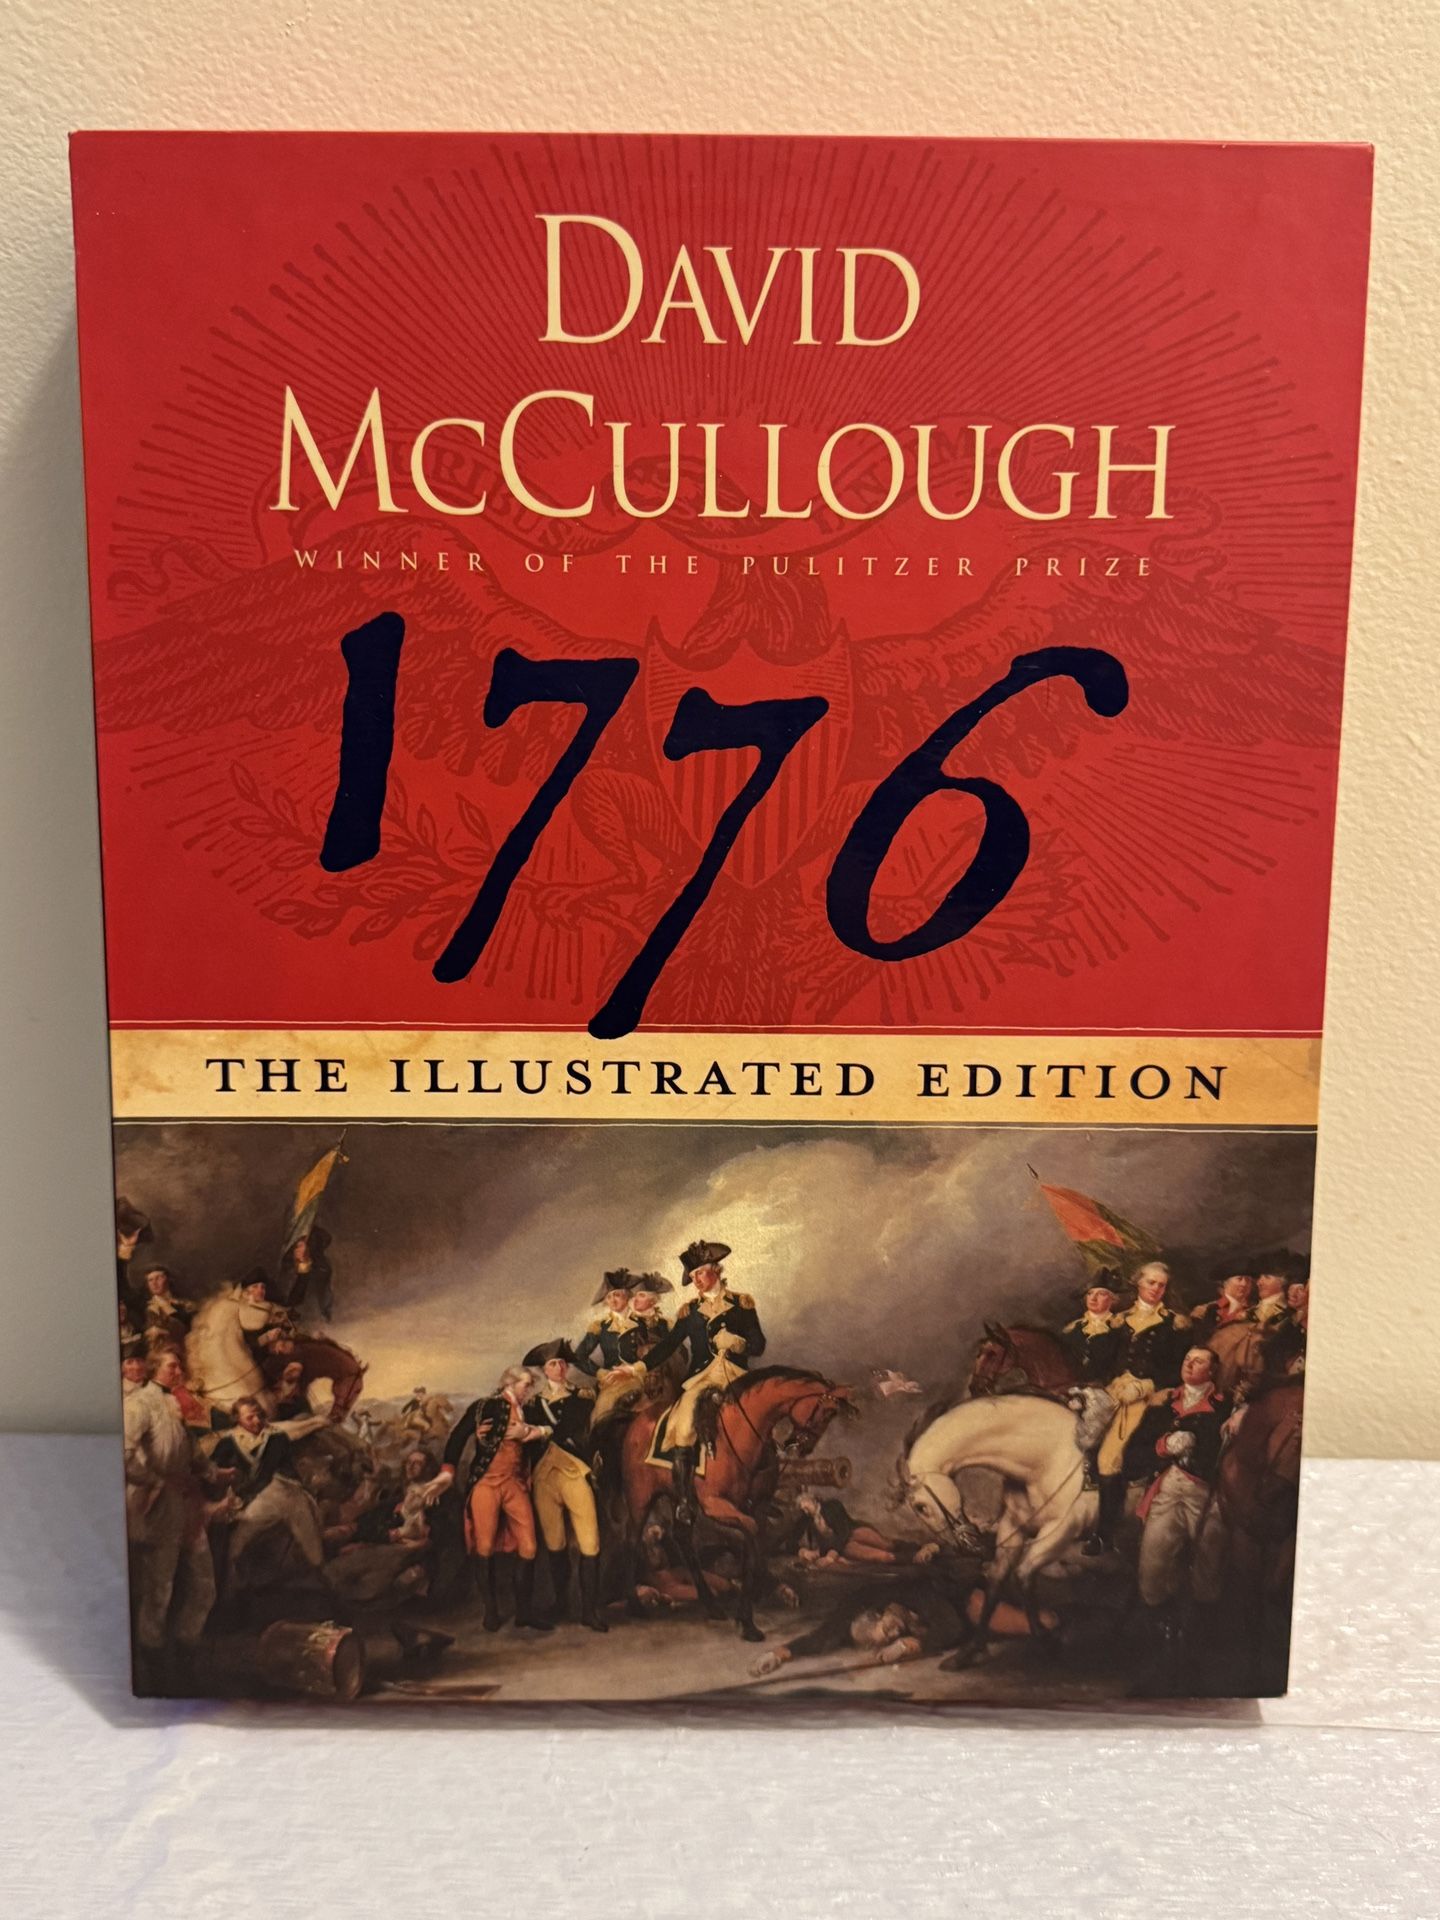 DAVID
MCCULLOUGH
WINNER OF THE PULITZER PRIZE
1776
THE ILLUSTRATED EDITION